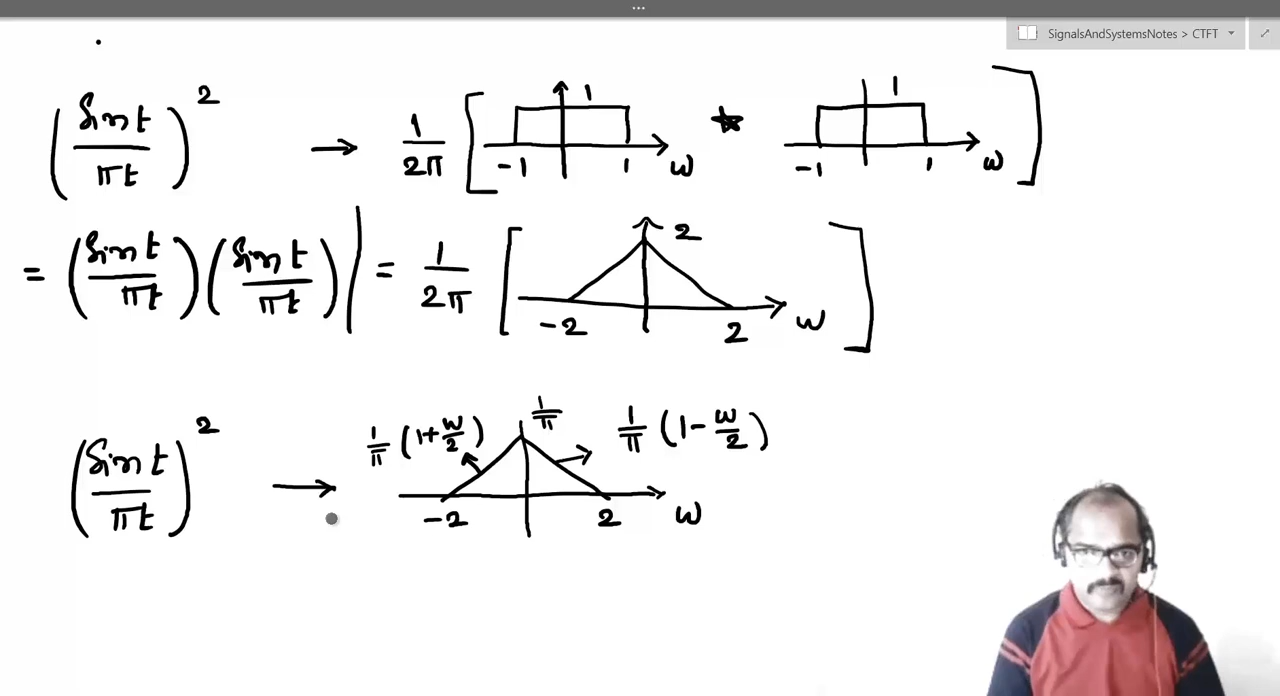 SignalsAndSystemsNotes > CTFT
(Sin t / πt)² → 1/2π [ 1 -1 1 ω * 1 -1 1 ω ]
= (Sin t / πt) (Sin t / πt) | = 1/2π [ 2 -2 2 ω ]
(Sin t / πt)² → 1/π (1+ω/2) 1/π 1/π (1-ω/2) -2 2 ω